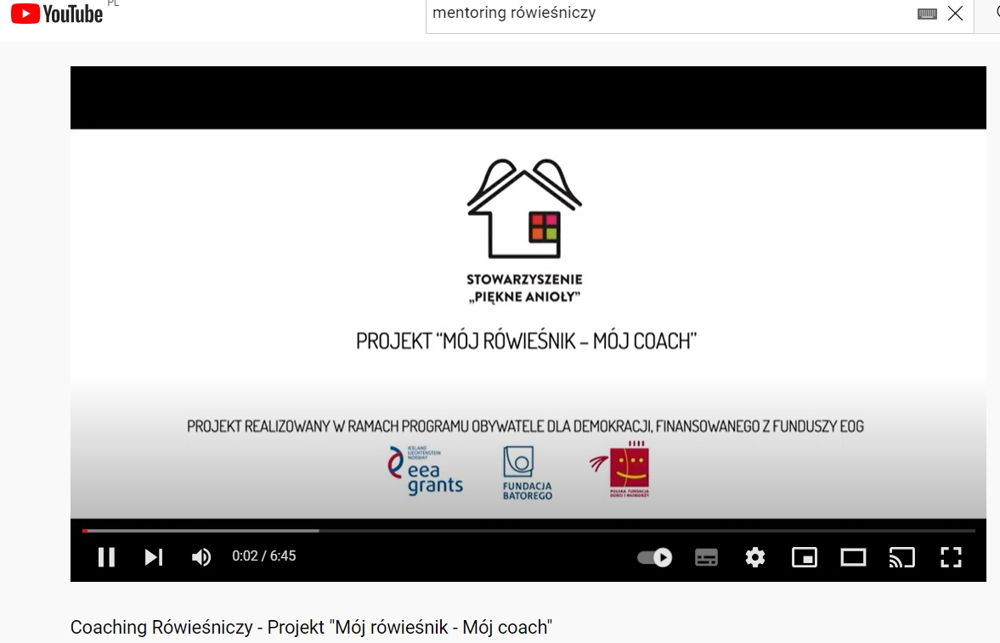 YouTube
PL
mentoring rówieśniczy
STOWARZYSZENIE
„PIĘKNE ANIOŁY”
PROJEKT “MÓJ RÓWIEŚNIK – MÓJ COACH”
PROJEKT REALIZOWANY W RAMACH PROGRAMU OBYWATELE DLA DEMOKRACJI, FINANSOWANEGO Z FUNDUSZY EOG
ICELAND
LIECHTENSTEIN
NORWAY
eea
grants
FUNDACJA
BATOREGO
POLSKA FUNDACJA
DZIECI I MŁODZIEŻY
0:02 / 6:45
Coaching Rówieśniczy - Projekt "Mój rówieśnik - Mój coach"